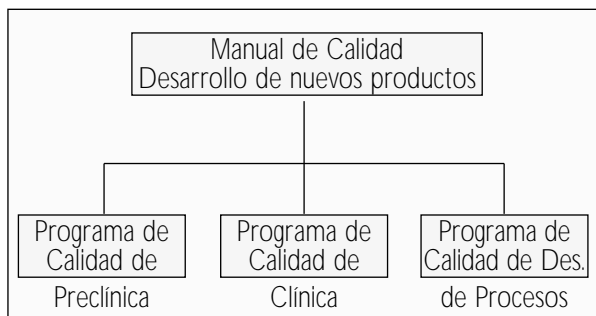 Manual de Calidad
Desarrollo de nuevos productos
Programa de
Calidad de
Preclínica
Programa de
Calidad de
Clínica
Programa de
Calidad de Des.
de Procesos